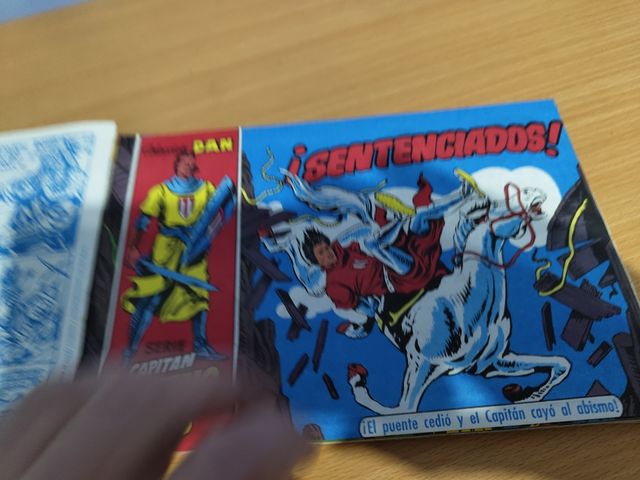 DAN
SERIE
CAPITAN
¡SENTENCIADOS!
¡El puente cedió y el Capitán cayó al abismo!